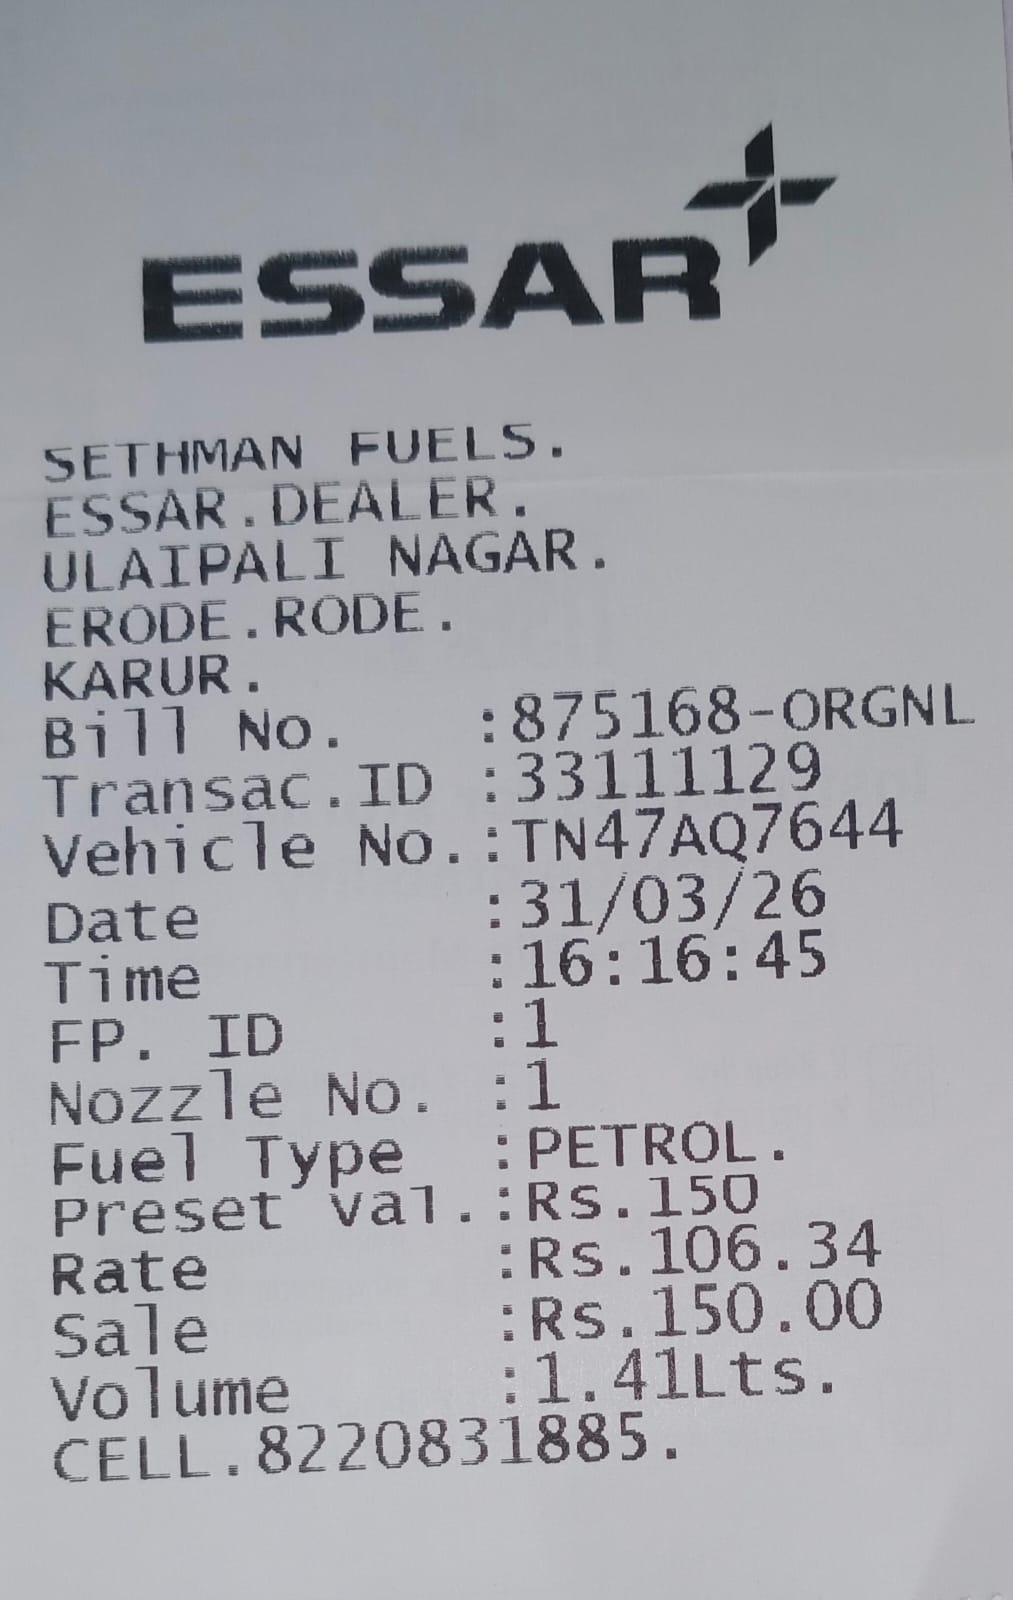 ESSAR
SETHMAN FUELS.
ESSAR.DEALER.
ULAIPALI NAGAR.
ERODE.RODE.
KARUR.
Bill No. :875168-ORGNL
Transac.ID :33111129
Vehicle No.:TN47AQ7644
Date :31/03/26
Time :16:16:45
FP. ID :1
Nozzle No. :1
Fuel Type :PETROL.
Preset val.:Rs.150
Rate :Rs.106.34
Sale :Rs.150.00
Volume :1.41Lts.
CELL.8220831885.